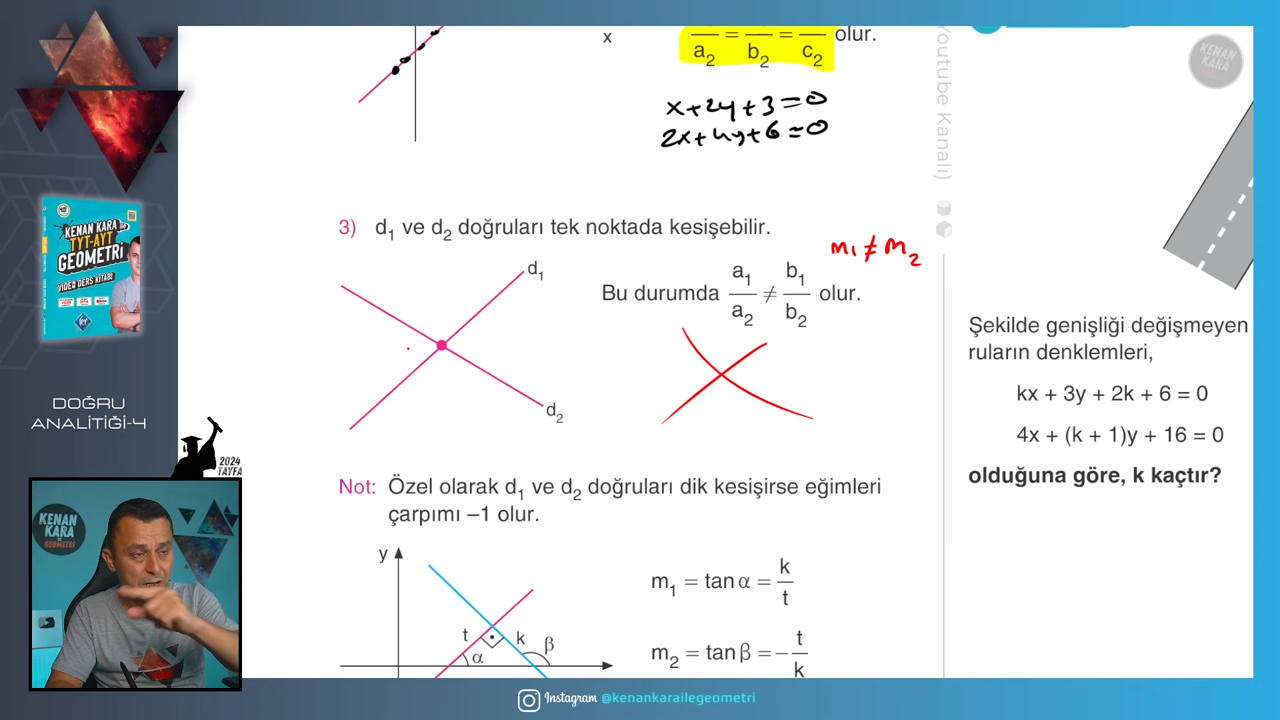 x
a2 = b2 = c2 olur.
x+2y+3=0
2x+4y+6=0
3) d1 ve d2 doğruları tek noktada kesişebilir.
m1 ≠ m2
d1
Bu durumda a1/a2 ≠ b1/b2 olur.
d2
Not: Özel olarak d1 ve d2 doğruları dik kesişirse eğimleri
çarpımı –1 olur.
y
t k β
α
m1 = tan α = k/t
m2 = tan β = – t/k
Youtube Kanalı)
KENAN
KARA
Şekilde genişliği değişmeyen
ruların denklemleri,
kx + 3y + 2k + 6 = 0
4x + (k + 1)y + 16 = 0
olduğuna göre, k kaçtır?
KENAN KARA
TYT-AYT
GEOMETRİ
VİDEO DERS KİTABI
DOĞRU
ANALİTİĞİ-4
2024
TAYFA
KENAN
KARA
GEOMETRİ
Instagram @kenankarailegeometri